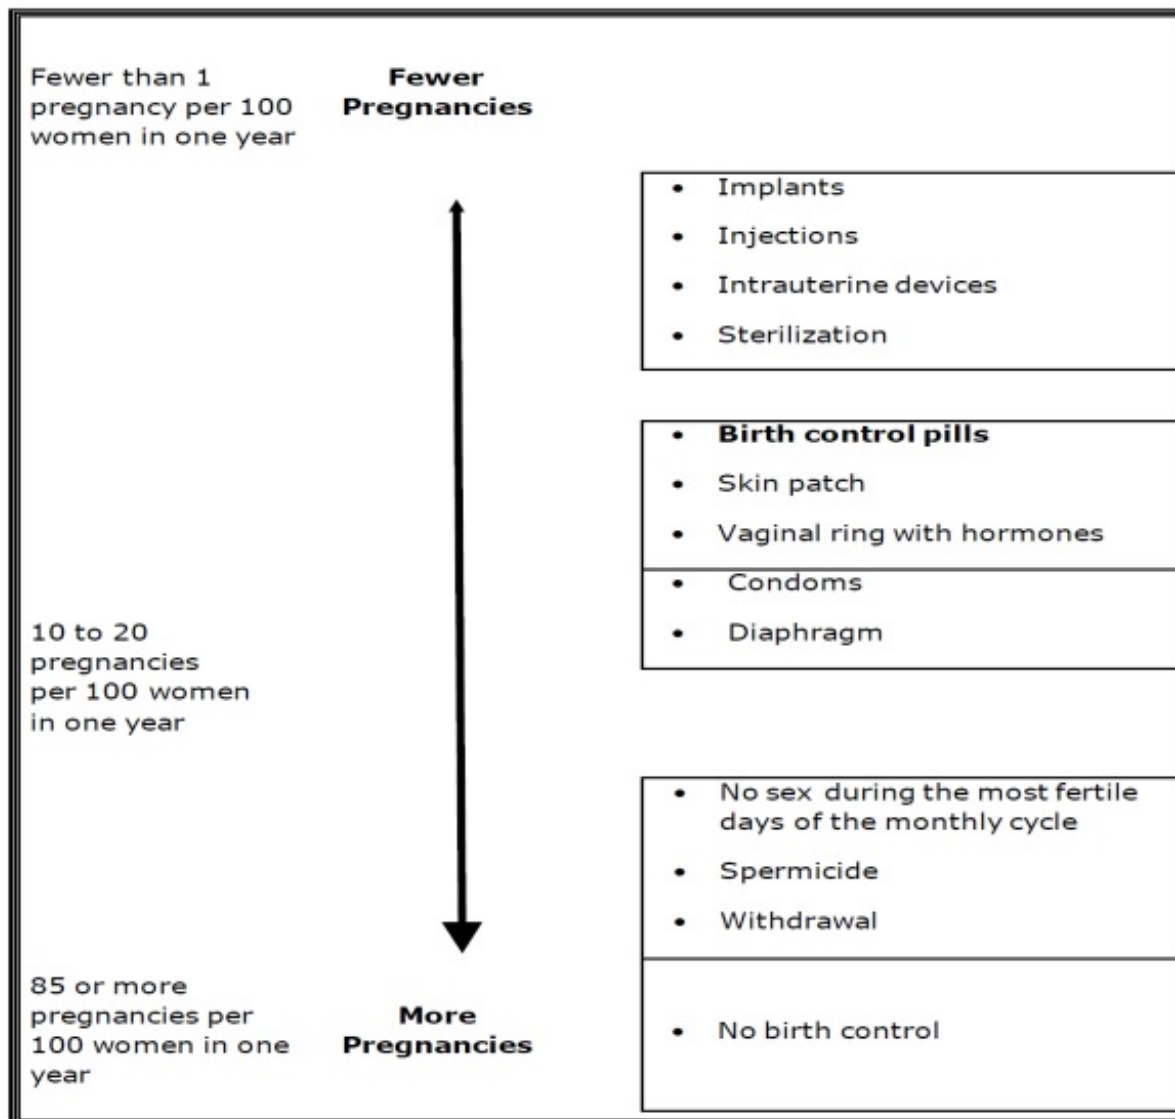 Fewer than 1
pregnancy per 100
women in one year
Fewer
Pregnancies
• Implants
• Injections
• Intrauterine devices
• Sterilization
• Birth control pills
• Skin patch
• Vaginal ring with hormones
• Condoms
• Diaphragm
10 to 20
pregnancies
per 100 women
in one year
• No sex during the most fertile
days of the monthly cycle
• Spermicide
• Withdrawal
85 or more
pregnancies per
100 women in one
year
More
Pregnancies
• No birth control